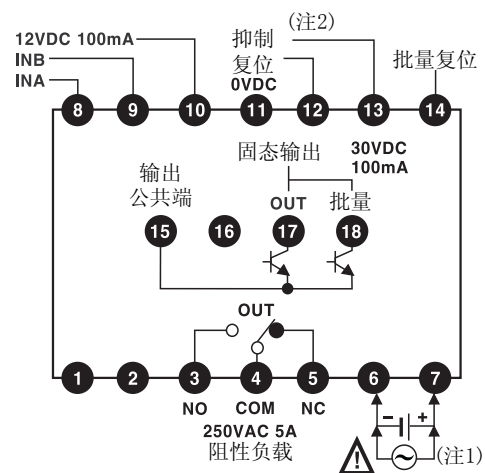 12VDC 100mA
INB
INA
抑制
(注2)
复位
0VDC
批量复位
8 9 10 11 12 13 14
固态输出
30VDC
100mA
输出
公共端
OUT
批量
15 16 17 18
OUT
1 2 3 4 5 6 7
NO COM NC
250VAC 5A
阻性负载
- +
(注1)